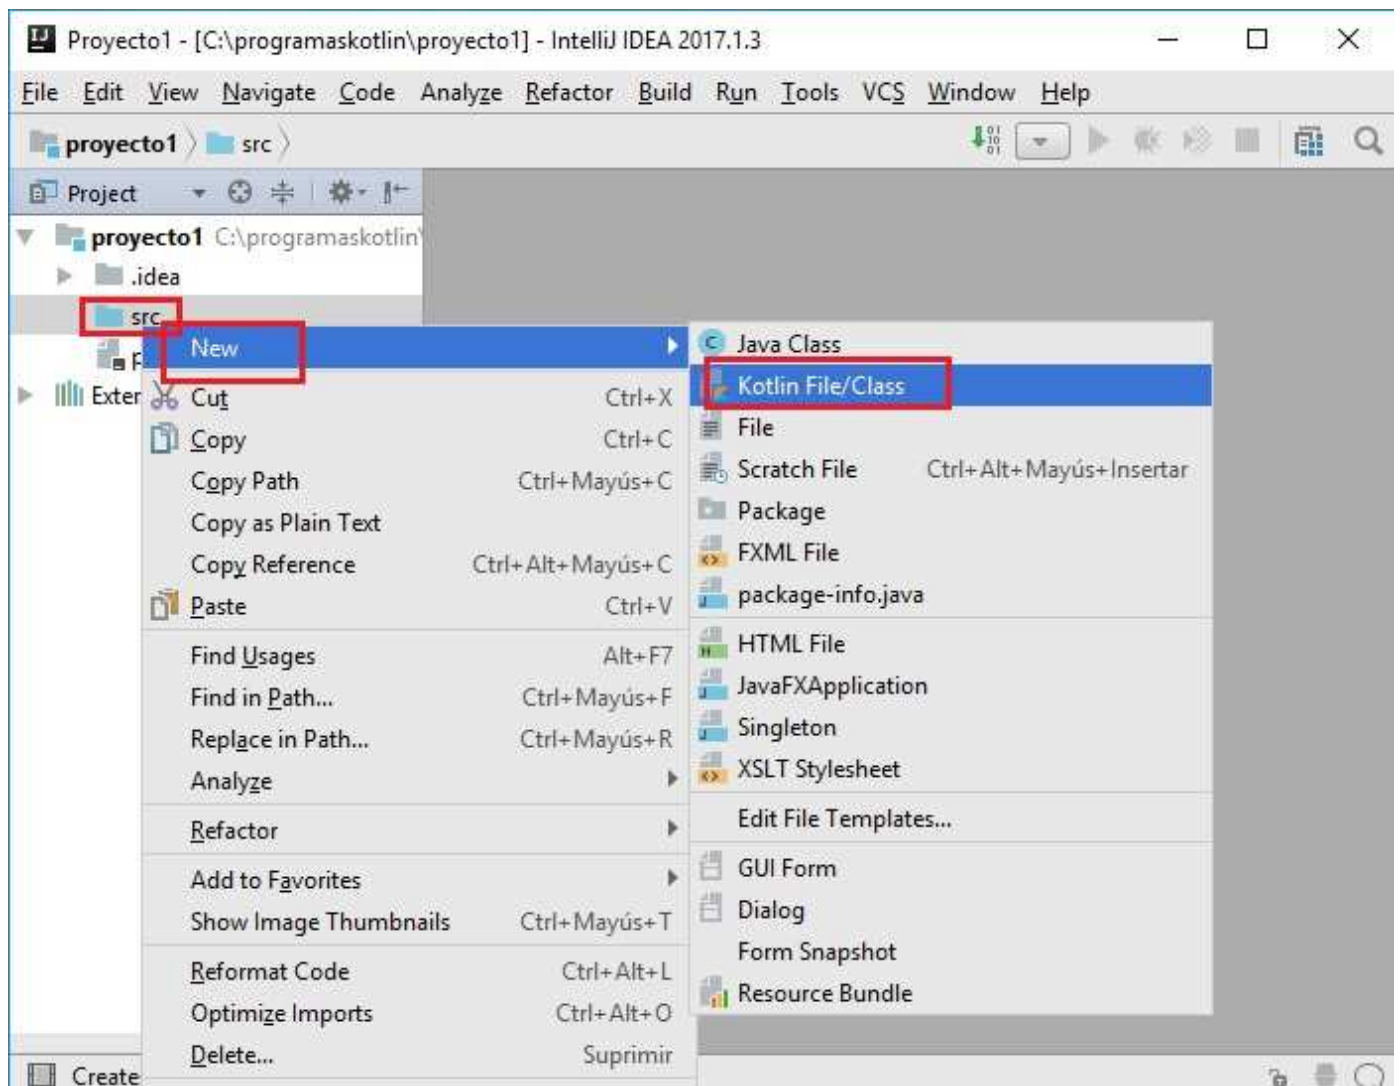 Proyecto1 - [C:\programaskotlin\proyecto1] - IntelliJ IDEA 2017.1.3
File Edit View Navigate Code Analyze Refactor Build Run Tools VCS Window Help
proyecto1 src
Project
proyecto1 C:\programaskotlin\
.idea
src
New
Cut Ctrl+X
Copy Ctrl+C
Copy Path Ctrl+Mayús+C
Copy as Plain Text
Copy Reference Ctrl+Alt+Mayús+C
Paste Ctrl+V
Find Usages Alt+F7
Find in Path... Ctrl+Mayús+F
Replace in Path... Ctrl+Mayús+R
Analyze
Refactor
Add to Favorites
Show Image Thumbnails Ctrl+Mayús+T
Reformat Code Ctrl+Alt+L
Optimize Imports Ctrl+Alt+O
Delete... Suprimir
Java Class
Kotlin File/Class
File
Scratch File Ctrl+Alt+Mayús+Insertar
Package
FXML File
package-info.java
HTML File
JavaFXApplication
Singleton
XSLT Stylesheet
Edit File Templates...
GUI Form
Dialog
Form Snapshot
Resource Bundle
Exter
Create